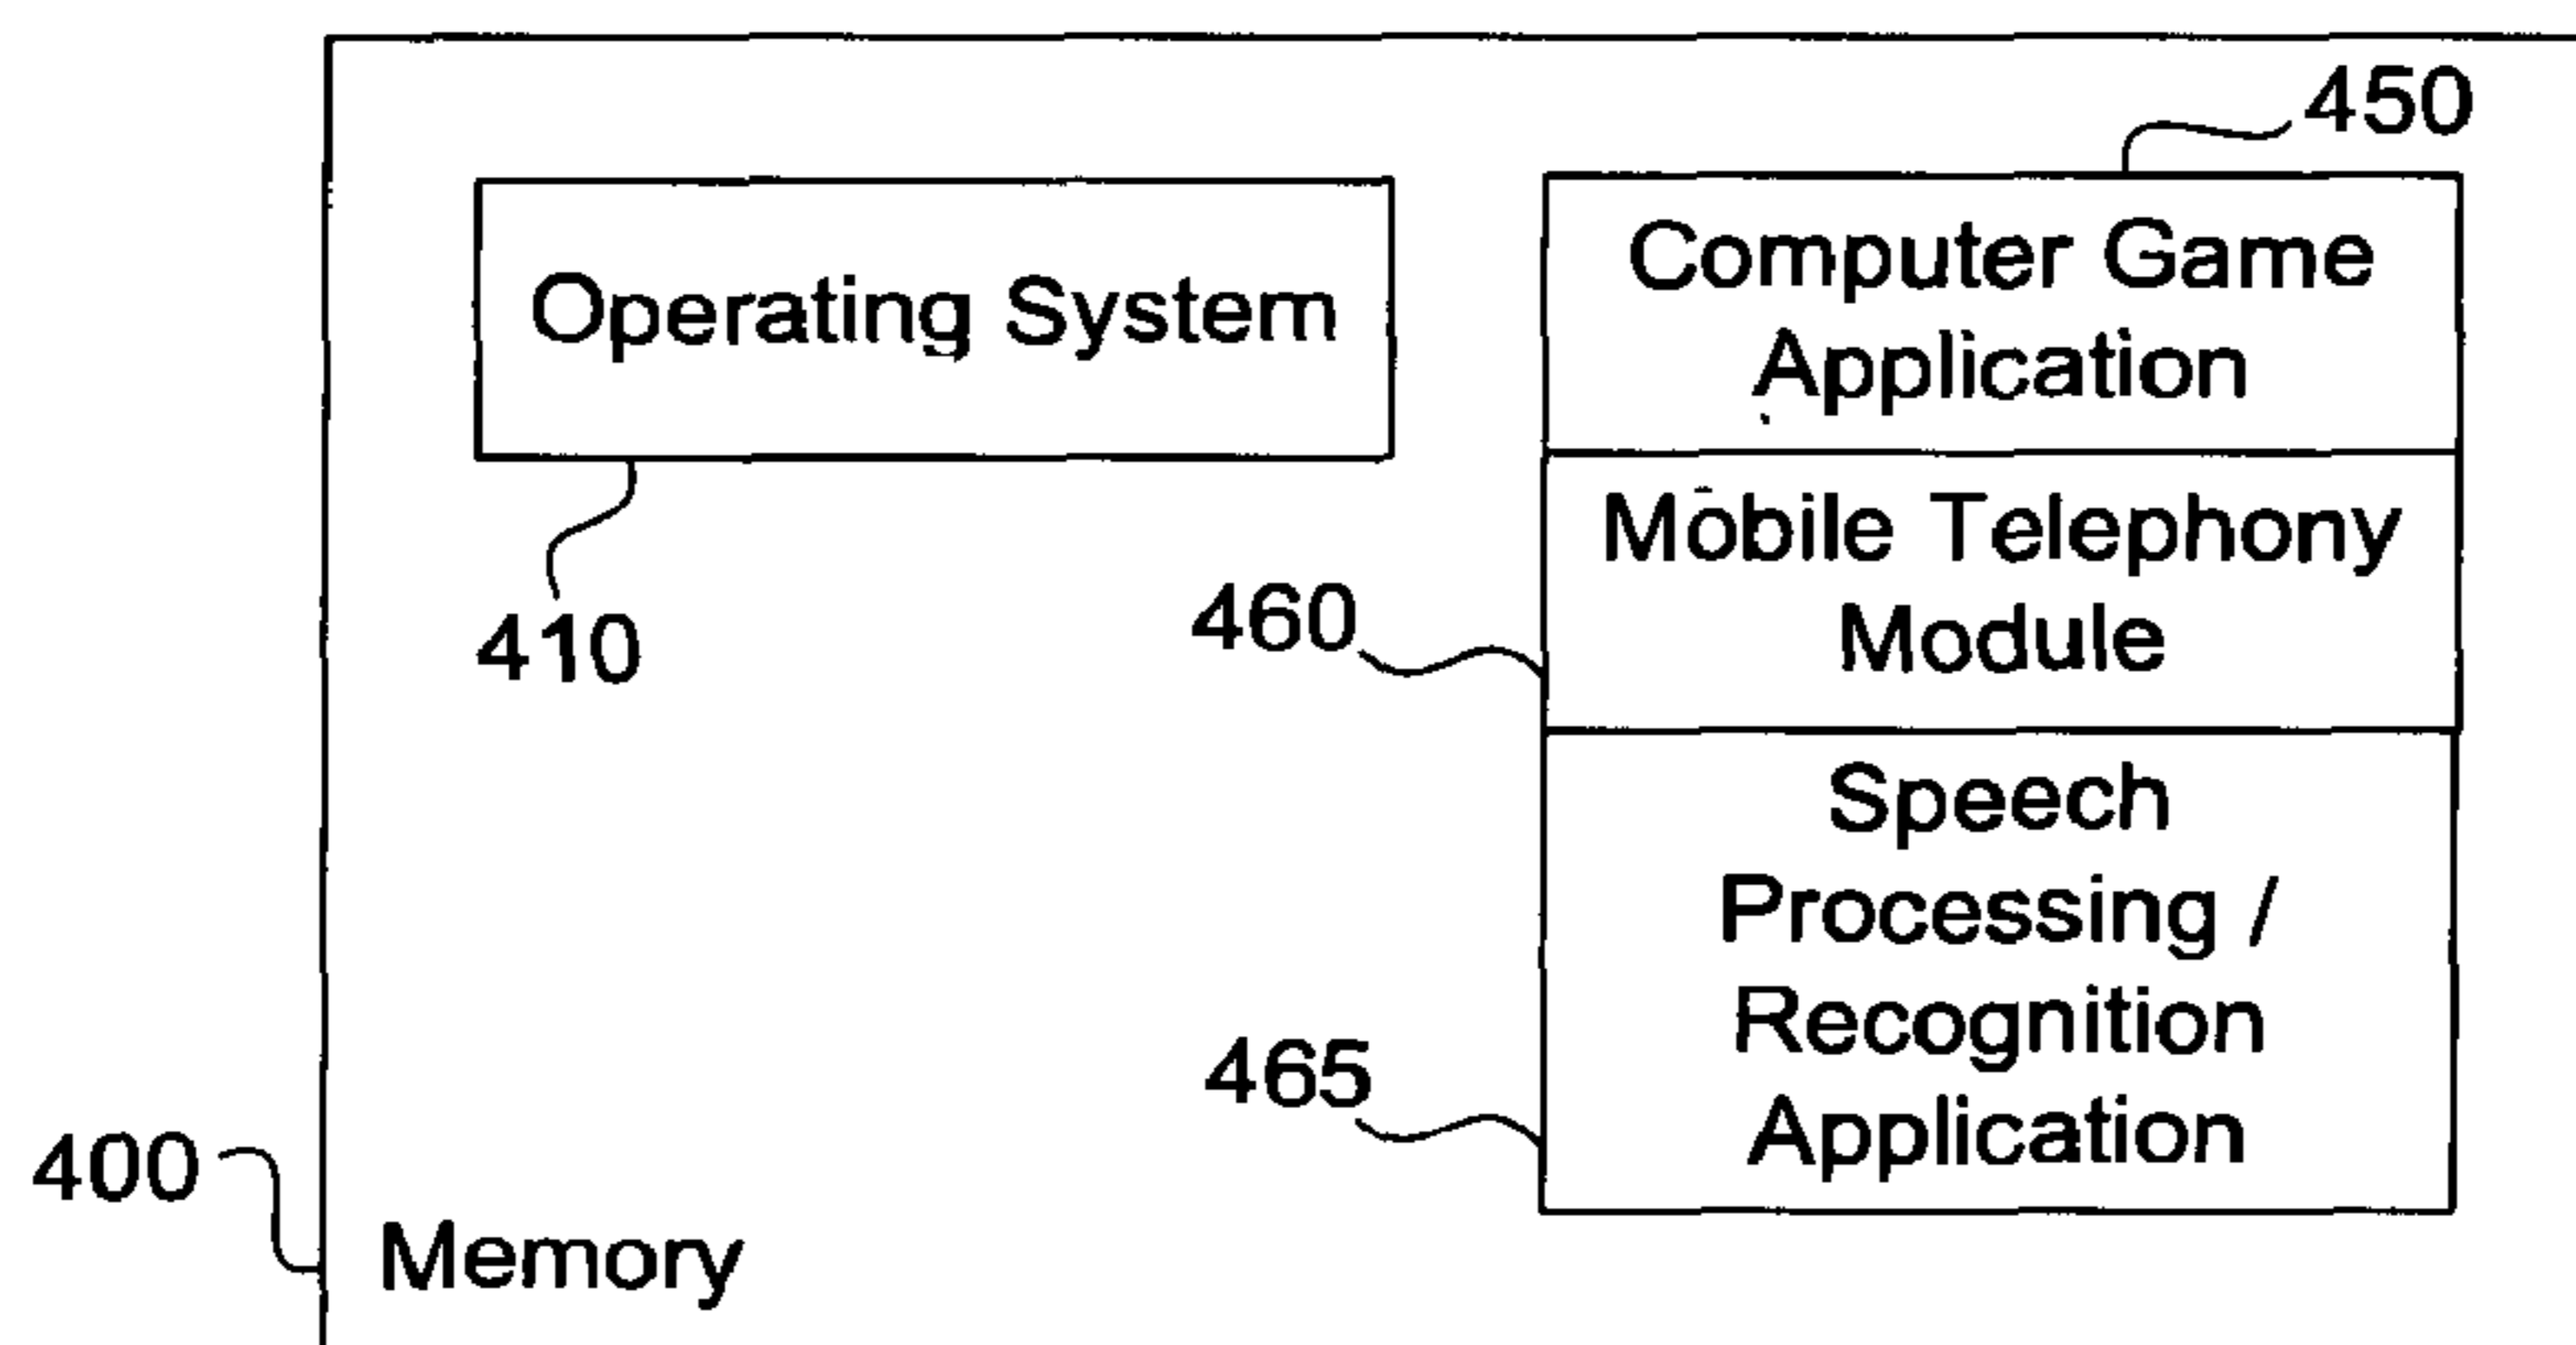 450
Computer Game
Application
Operating System
410
Mobile Telephony
Module
460
Speech
Processing /
Recognition
Application
465
400
Memory